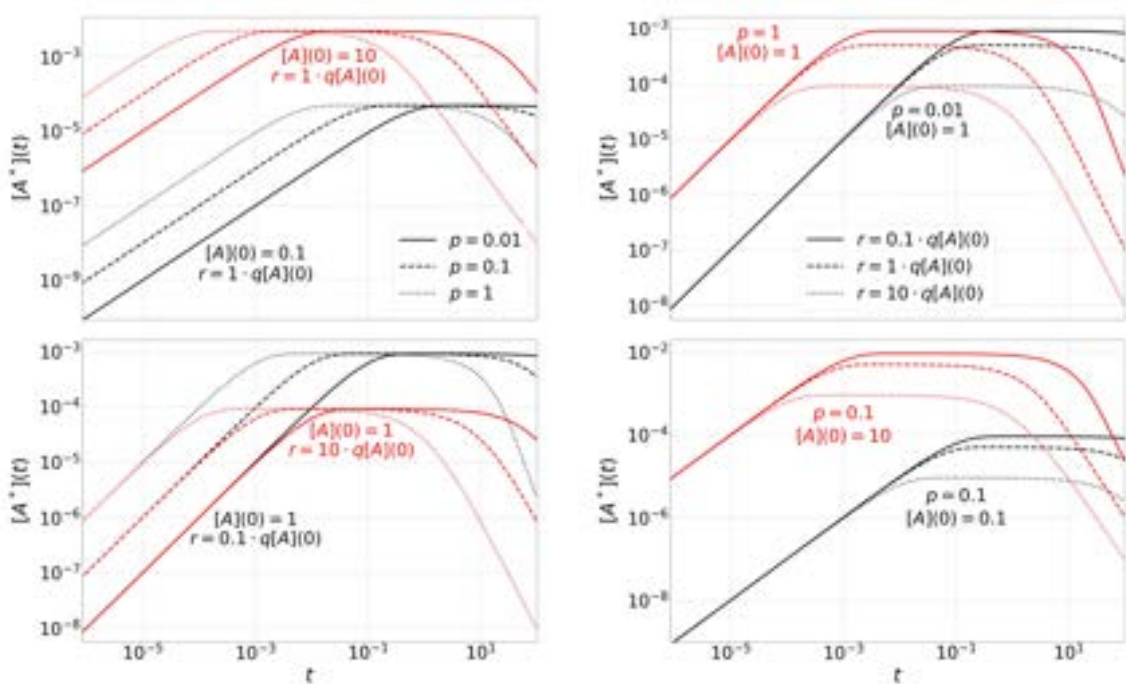 10⁻³
10⁻⁵
10⁻⁷
10⁻⁹
[A*](t)
[A](0) = 10
r = 1 · q[A](0)
[A](0) = 0.1
r = 1 · q[A](0)
p = 0.01
p = 0.1
p = 1
10⁻³
10⁻⁴
10⁻⁵
10⁻⁶
10⁻⁷
10⁻⁸
[A*](t)
p = 1
[A](0) = 1
p = 0.01
[A](0) = 1
r = 0.1 · q[A](0)
r = 1 · q[A](0)
r = 10 · q[A](0)
10⁻³
10⁻⁴
10⁻⁵
10⁻⁶
10⁻⁷
10⁻⁸
[A*](t)
[A](0) = 1
r = 10 · q[A](0)
[A](0) = 1
r = 0.1 · q[A](0)
10⁻⁵ 10⁻³ 10⁻¹ 10¹
t
10⁻²
10⁻⁴
10⁻⁶
10⁻⁸
[A*](t)
p = 0.1
[A](0) = 10
p = 0.1
[A](0) = 0.1
10⁻⁵ 10⁻³ 10⁻¹ 10¹
t